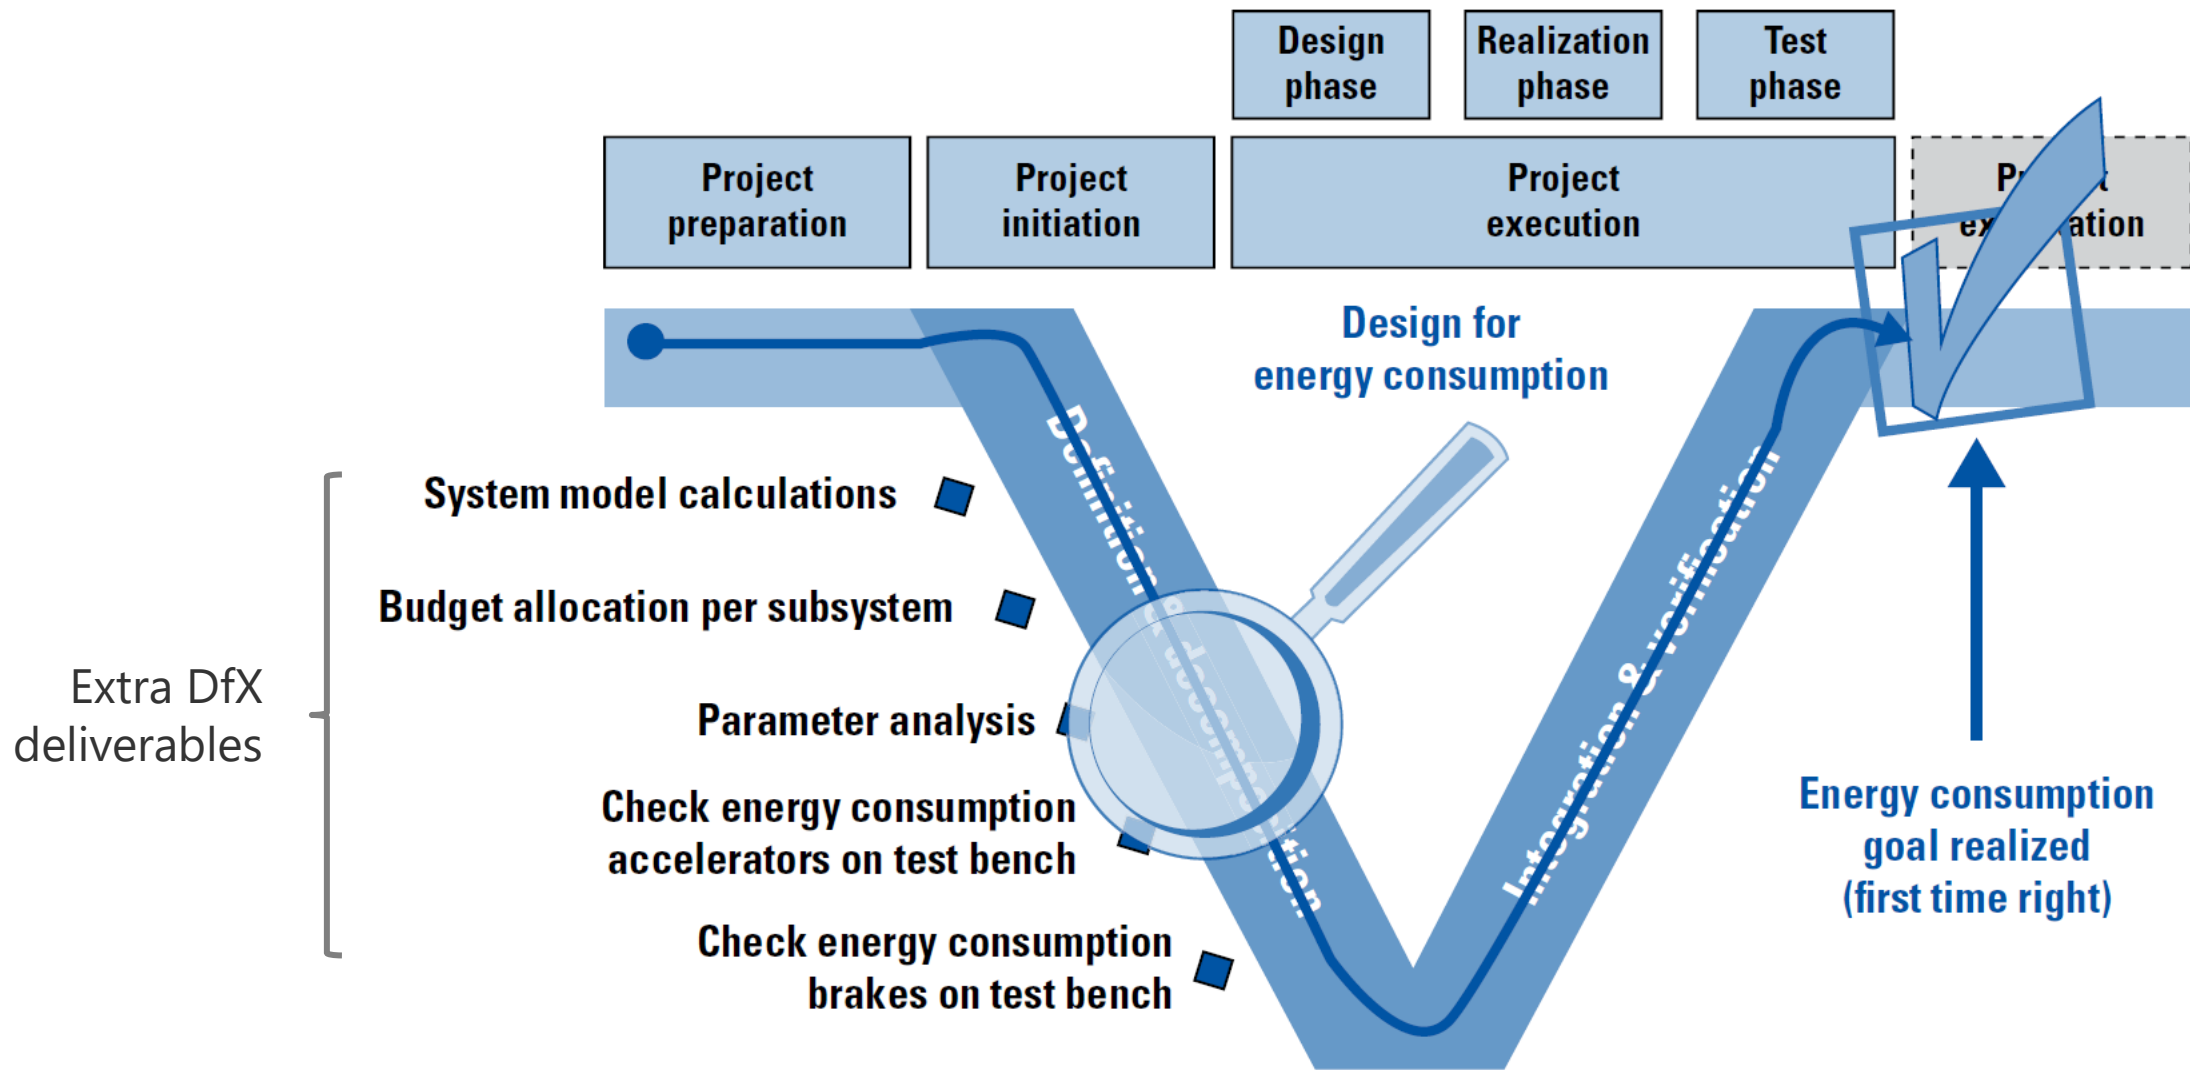 Design
phase
Realization
phase
Test
phase
Project
preparation
Project
initiation
Project
execution
Design for
energy consumption
Definition & decomposition
Integration & verification
System model calculations
Budget allocation per subsystem
Parameter analysis
Check energy consumption
accelerators on test bench
Check energy consumption
brakes on test bench
Extra DfX
deliverables
Energy consumption
goal realized
(first time right)